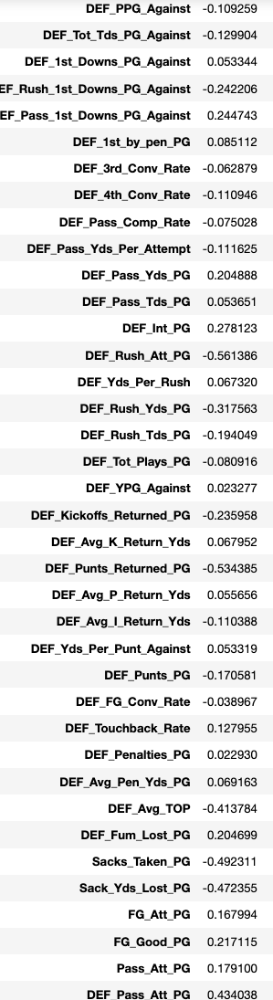 DEF_PPG_Against -0.109259
DEF_Tot_Tds_PG_Against -0.129904
DEF_1st_Downs_PG_Against 0.053344
EF_Rush_1st_Downs_PG_Against -0.242206
EF_Pass_1st_Downs_PG_Against 0.244743
DEF_1st_by_pen_PG 0.085112
DEF_3rd_Conv_Rate -0.062879
DEF_4th_Conv_Rate -0.110946
DEF_Pass_Comp_Rate -0.075028
DEF_Pass_Yds_Per_Attempt -0.111625
DEF_Pass_Yds_PG 0.204888
DEF_Pass_Tds_PG 0.053651
DEF_Int_PG 0.278123
DEF_Rush_Att_PG -0.561386
DEF_Yds_Per_Rush 0.067320
DEF_Rush_Yds_PG -0.317563
DEF_Rush_Tds_PG -0.194049
DEF_Tot_Plays_PG -0.080916
DEF_YPG_Against 0.023277
DEF_Kickoffs_Returned_PG -0.235958
DEF_Avg_K_Return_Yds 0.067952
DEF_Punts_Returned_PG -0.534385
DEF_Avg_P_Return_Yds 0.055656
DEF_Avg_I_Return_Yds -0.110388
DEF_Yds_Per_Punt_Against 0.053319
DEF_Punts_PG -0.170581
DEF_FG_Conv_Rate -0.038967
DEF_Touchback_Rate 0.127955
DEF_Penalties_PG 0.022930
DEF_Avg_Pen_Yds_PG 0.069163
DEF_Avg_TOP -0.413784
DEF_Fum_Lost_PG 0.204699
Sacks_Taken_PG -0.492311
Sack_Yds_Lost_PG -0.472355
FG_Att_PG 0.167994
FG_Good_PG 0.217115
Pass_Att_PG 0.179100
DEF_Pass_Att_PG 0.434038